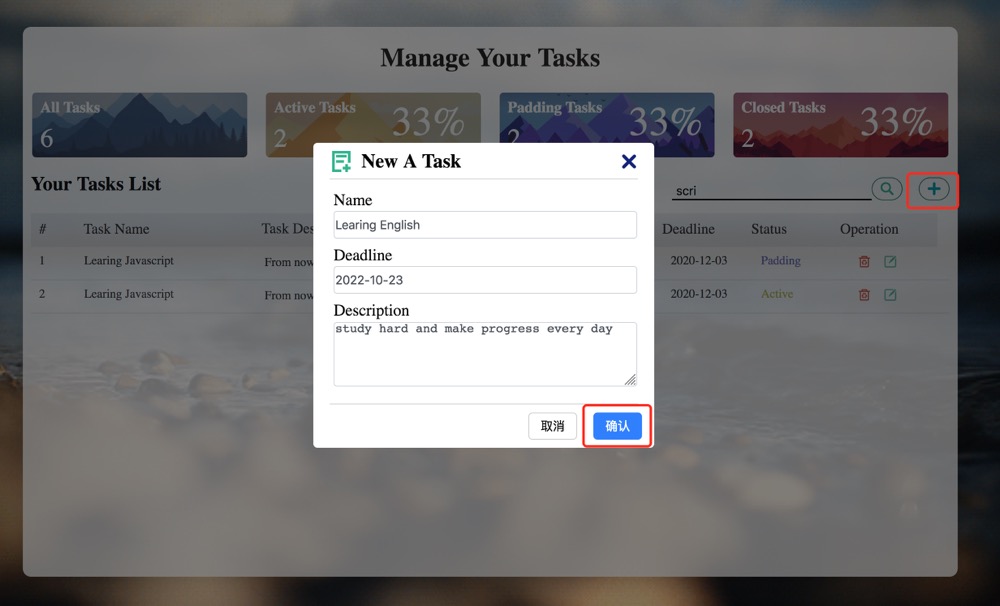 Manage Your Tasks
All Tasks
6
Active Tasks
2
33%
Padding Tasks
2
33%
Closed Tasks
2
33%
Your Tasks List
scri
# Task Name Task Des Deadline Status Operation
1 Learing Javascript From now 2020-12-03 Padding
2 Learing Javascript From now 2020-12-03 Active
New A Task
Name
Learing English
Deadline
2022-10-23
Description
study hard and make progress every day
取消 确认